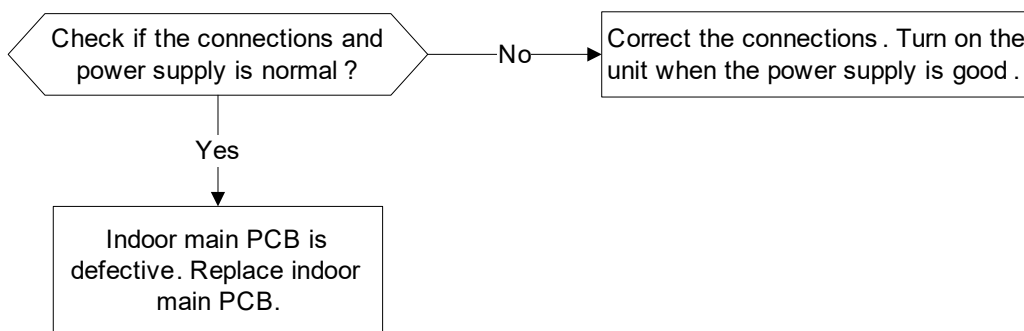 Check if the connections and
power supply is normal ?
No
Correct the connections . Turn on the
unit when the power supply is good .
Yes
Indoor main PCB is
defective. Replace indoor
main PCB.